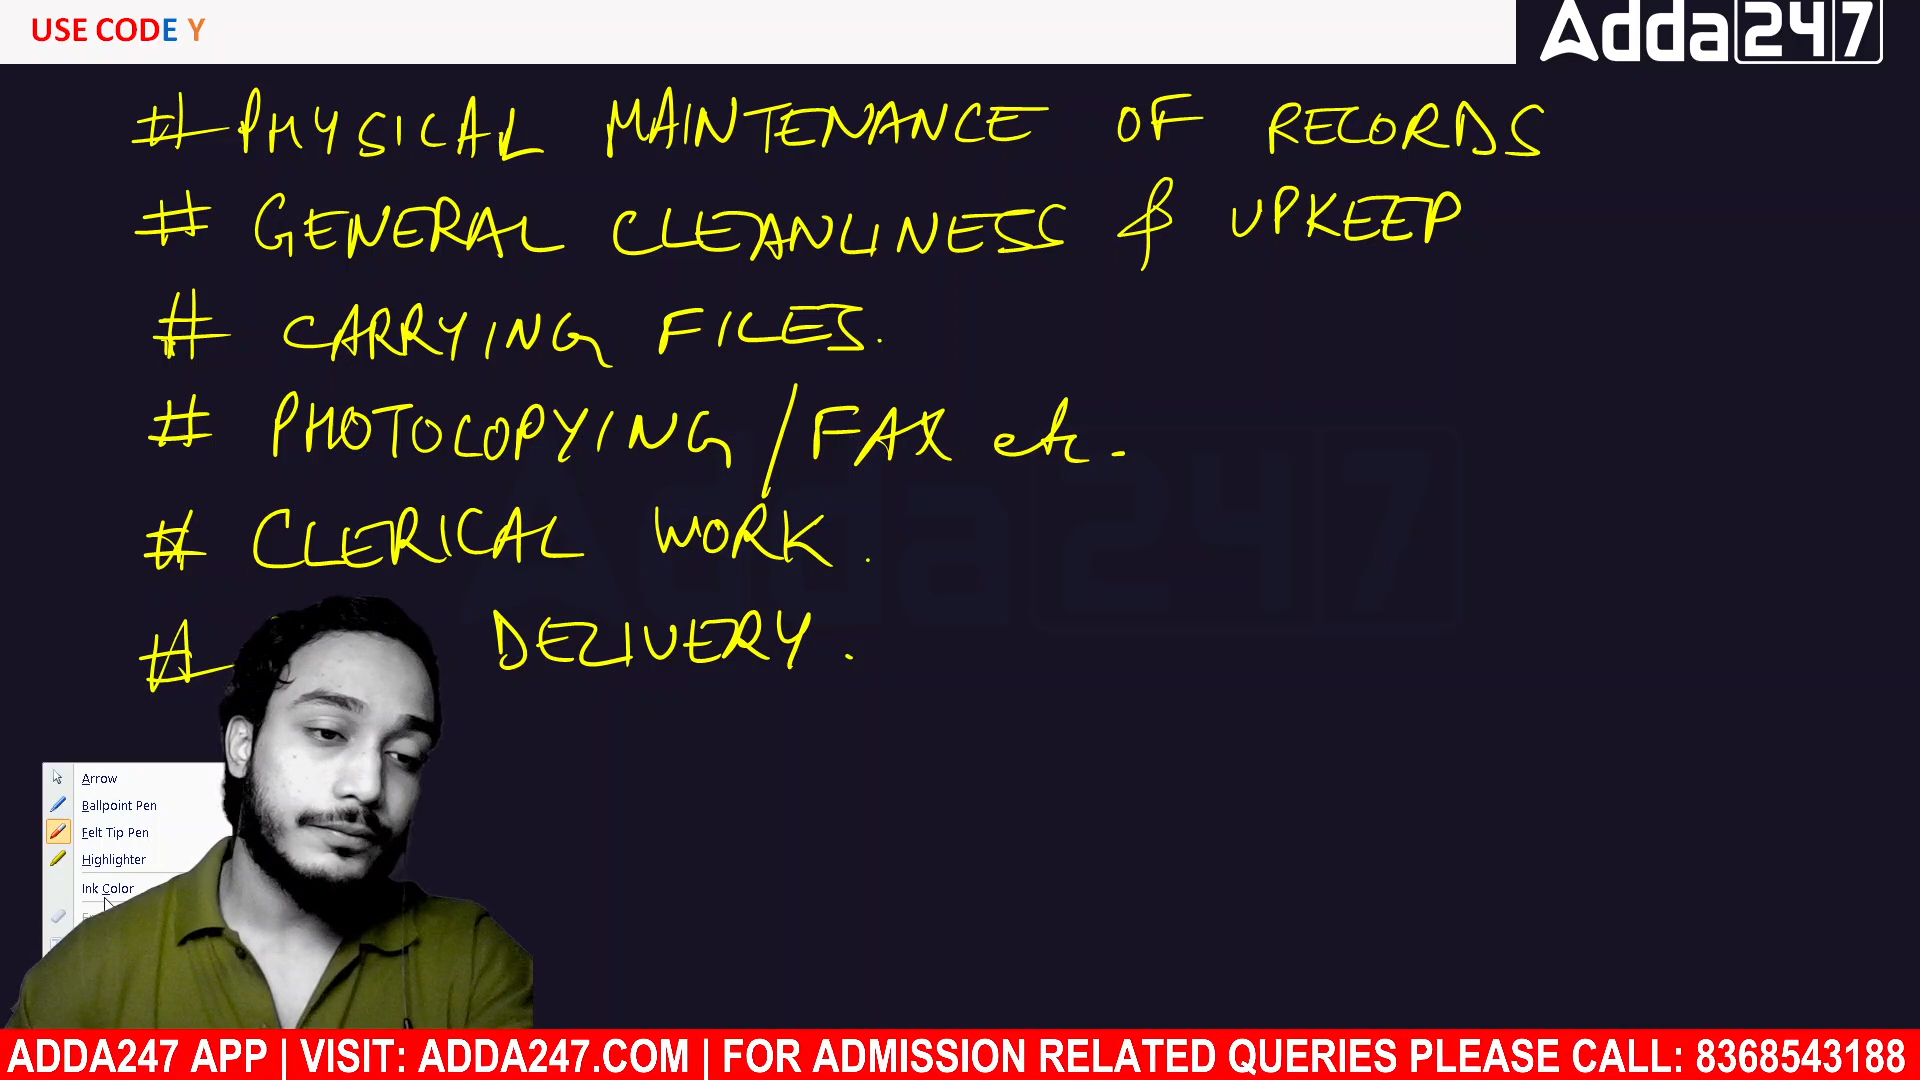 USE CODE Y
Adda247
# PHYSICAL MAINTENANCE OF RECORDS
# GENERAL CLEANLINESS & UPKEEP
# CARRYING FILES.
# PHOTOCOPYING / FAX etc.
# CLERICAL WORK.
# DELIVERY.
Adda247
Arrow
Ballpoint Pen
Felt Tip Pen
Highlighter
Ink Color
ADDA247 APP | VISIT: ADDA247.COM | FOR ADMISSION RELATED QUERIES PLEASE CALL: 8368543188